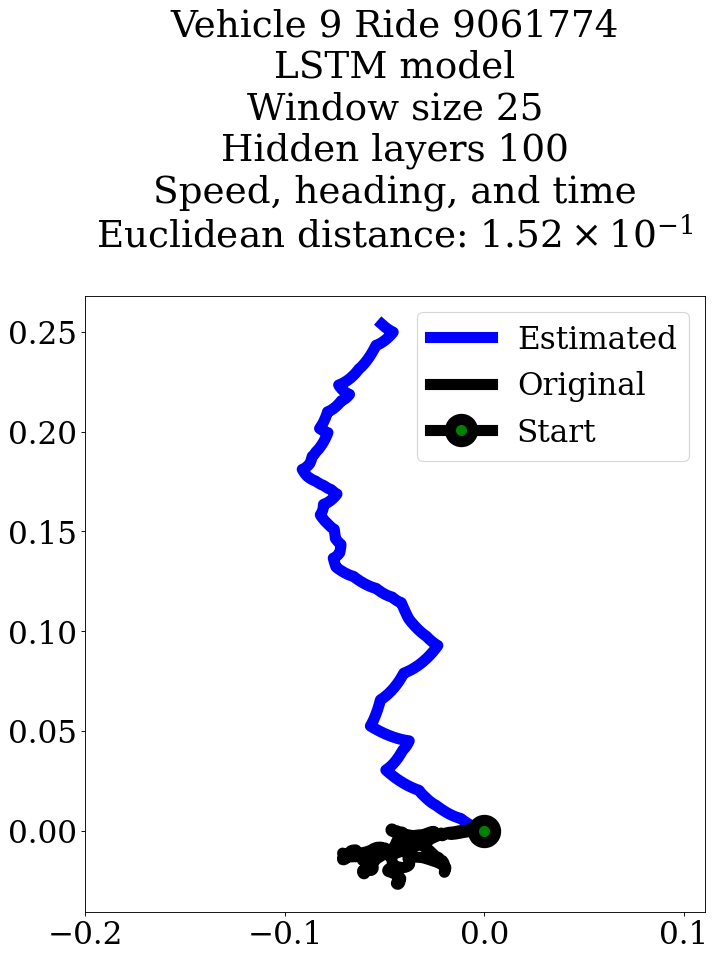 Vehicle 9 Ride 9061774
LSTM model
Window size 25
Hidden layers 100
Speed, heading, and time
Euclidean distance: 1.52 × 10⁻¹
Estimated
Original
Start
0.25
0.20
0.15
0.10
0.05
0.00
−0.2 −0.1 0.0 0.1